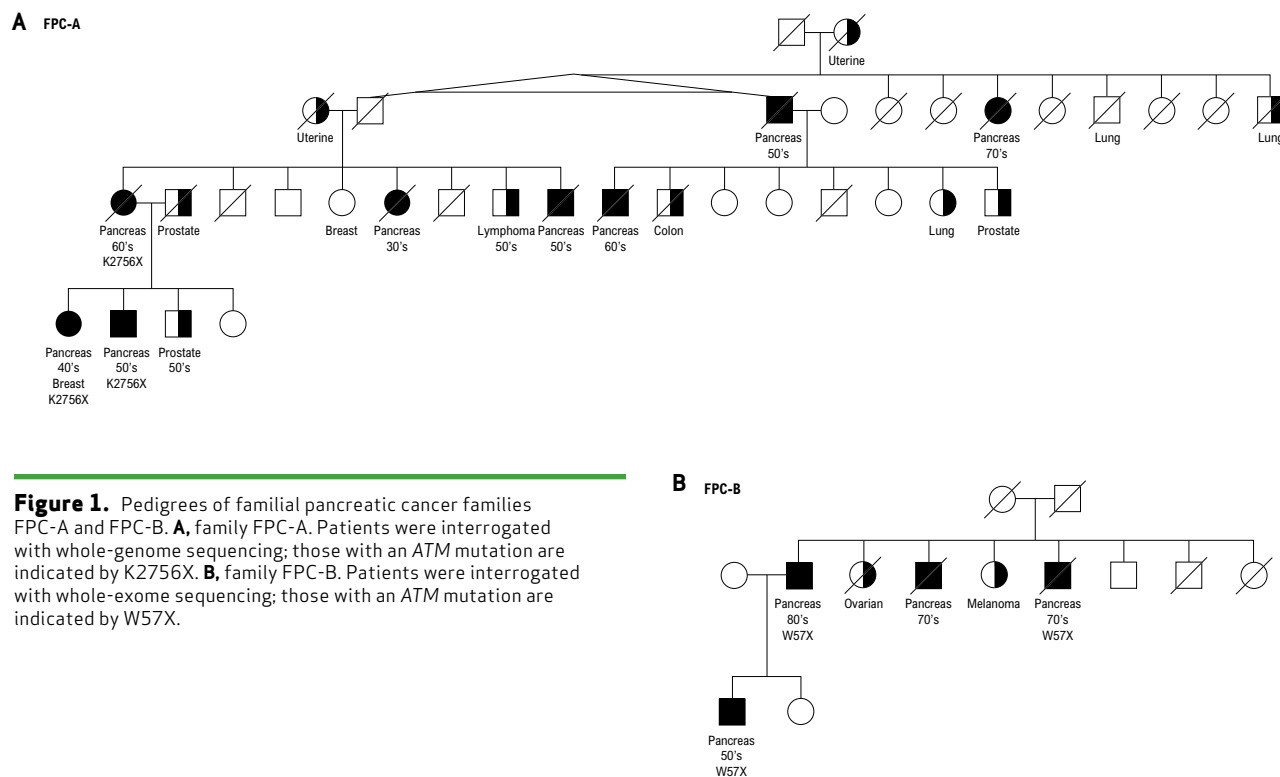 A FPC-A
Uterine
Uterine
Pancreas
50's
Pancreas
70's
Lung
Lung
Pancreas
60's
K2756X
Prostate
Breast
Pancreas
30's
Lymphoma
50's
Pancreas
50's
Pancreas
60's
Colon
Lung
Prostate
Pancreas
40's
Breast
K2756X
Pancreas
50's
K2756X
Prostate
50's
Figure 1. Pedigrees of familial pancreatic cancer families
FPC-A and FPC-B. A, family FPC-A. Patients were interrogated
with whole-genome sequencing; those with an ATM mutation are
indicated by K2756X. B, family FPC-B. Patients were interrogated
with whole-exome sequencing; those with an ATM mutation are
indicated by W57X.
B FPC-B
Pancreas
80's
W57X
Ovarian
Pancreas
70's
Melanoma
Pancreas
70's
W57X
Pancreas
50's
W57X